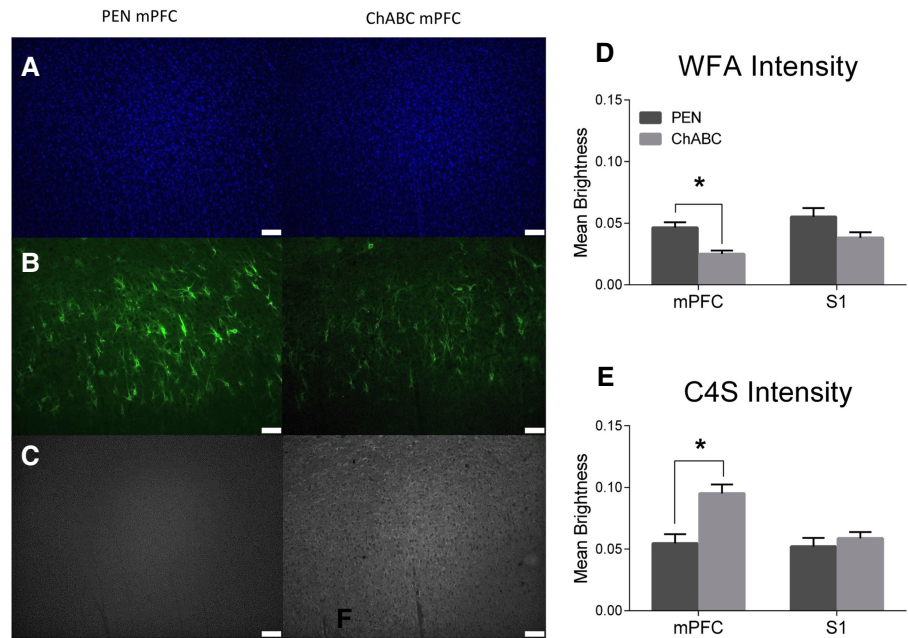 PEN mPFC
ChABC mPFC
A
B
C
F
D
WFA Intensity
Mean Brightness
0.15
0.10
0.05
0.00
PEN
ChABC
*
mPFC
S1
E
C4S Intensity
Mean Brightness
0.15
0.10
0.05
0.00
*
mPFC
S1